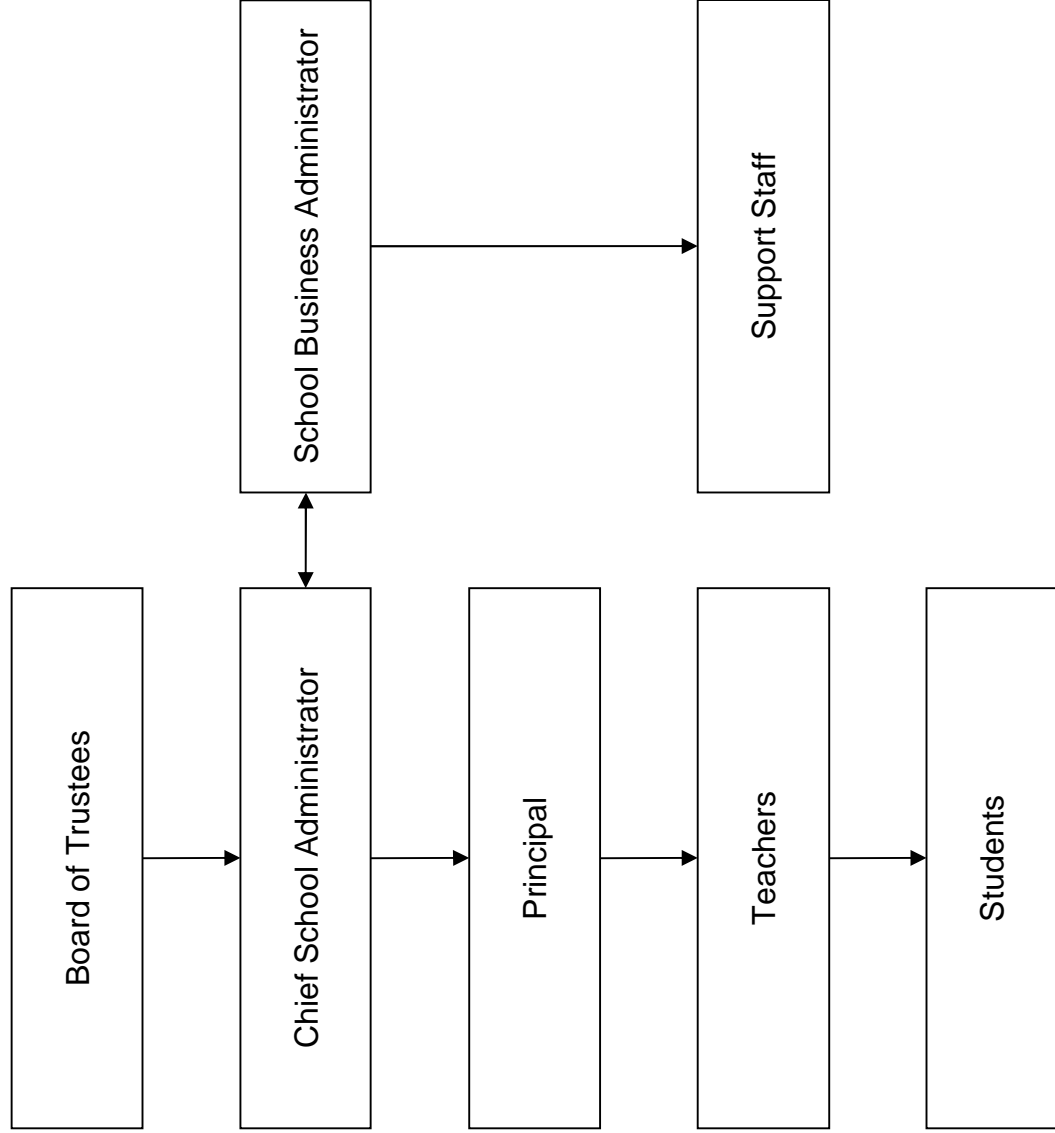 Board of Trustees
Chief School Administrator
School Business Administrator
Principal
Teachers
Support Staff
Students